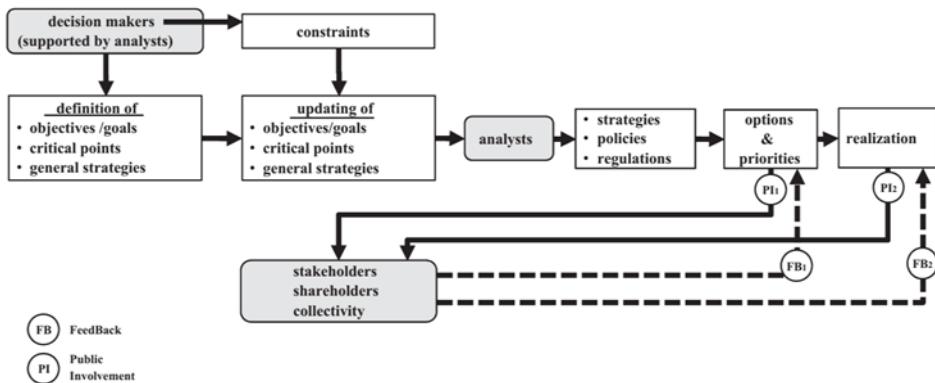 decision makers
(supported by analysts)
constraints
definition of
• objectives /goals
• critical points
• general strategies
updating of
• objectives/goals
• critical points
• general strategies
analysts
• strategies
• policies
• regulations
options
&
priorities
realization
PI1
PI2
stakeholders
shareholders
collectivity
FB1
FB2
FB FeedBack
PI Public
Involvement